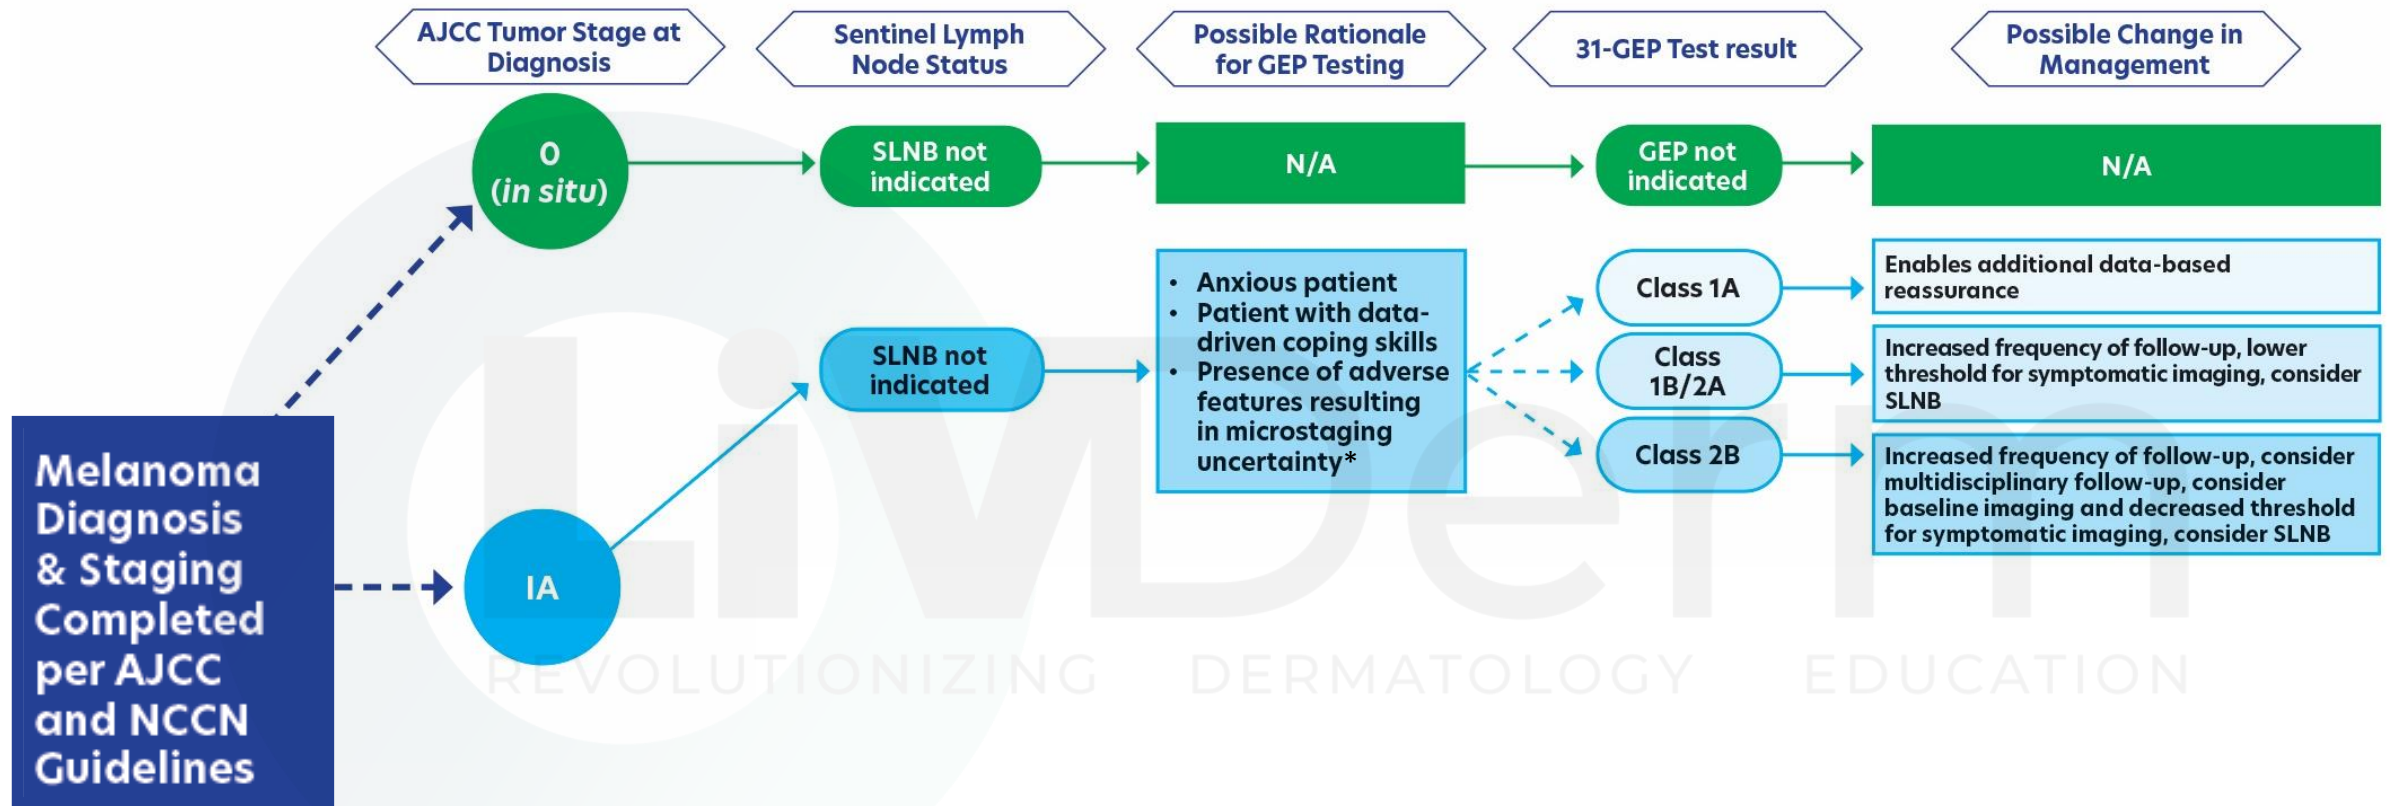 AJCC Tumor Stage at
Diagnosis
Sentinel Lymph
Node Status
Possible Rationale
for GEP Testing
31-GEP Test result
Possible Change in
Management
0
(in situ)
SLNB not
indicated
N/A
GEP not
indicated
N/A
Melanoma
Diagnosis
& Staging
Completed
per AJCC
and NCCN
Guidelines
IA
SLNB not
indicated
• Anxious patient
• Patient with data-
driven coping skills
• Presence of adverse
features resulting
in microstaging
uncertainty*
Class 1A
Enables additional data-based
reassurance
Class
1B/2A
Increased frequency of follow-up, lower
threshold for symptomatic imaging, consider
SLNB
Class 2B
Increased frequency of follow-up, consider
multidisciplinary follow-up, consider
baseline imaging and decreased threshold
for symptomatic imaging, consider SLNB
LiVDerm
REVOLUTIONIZING DERMATOLOGY EDUCATION